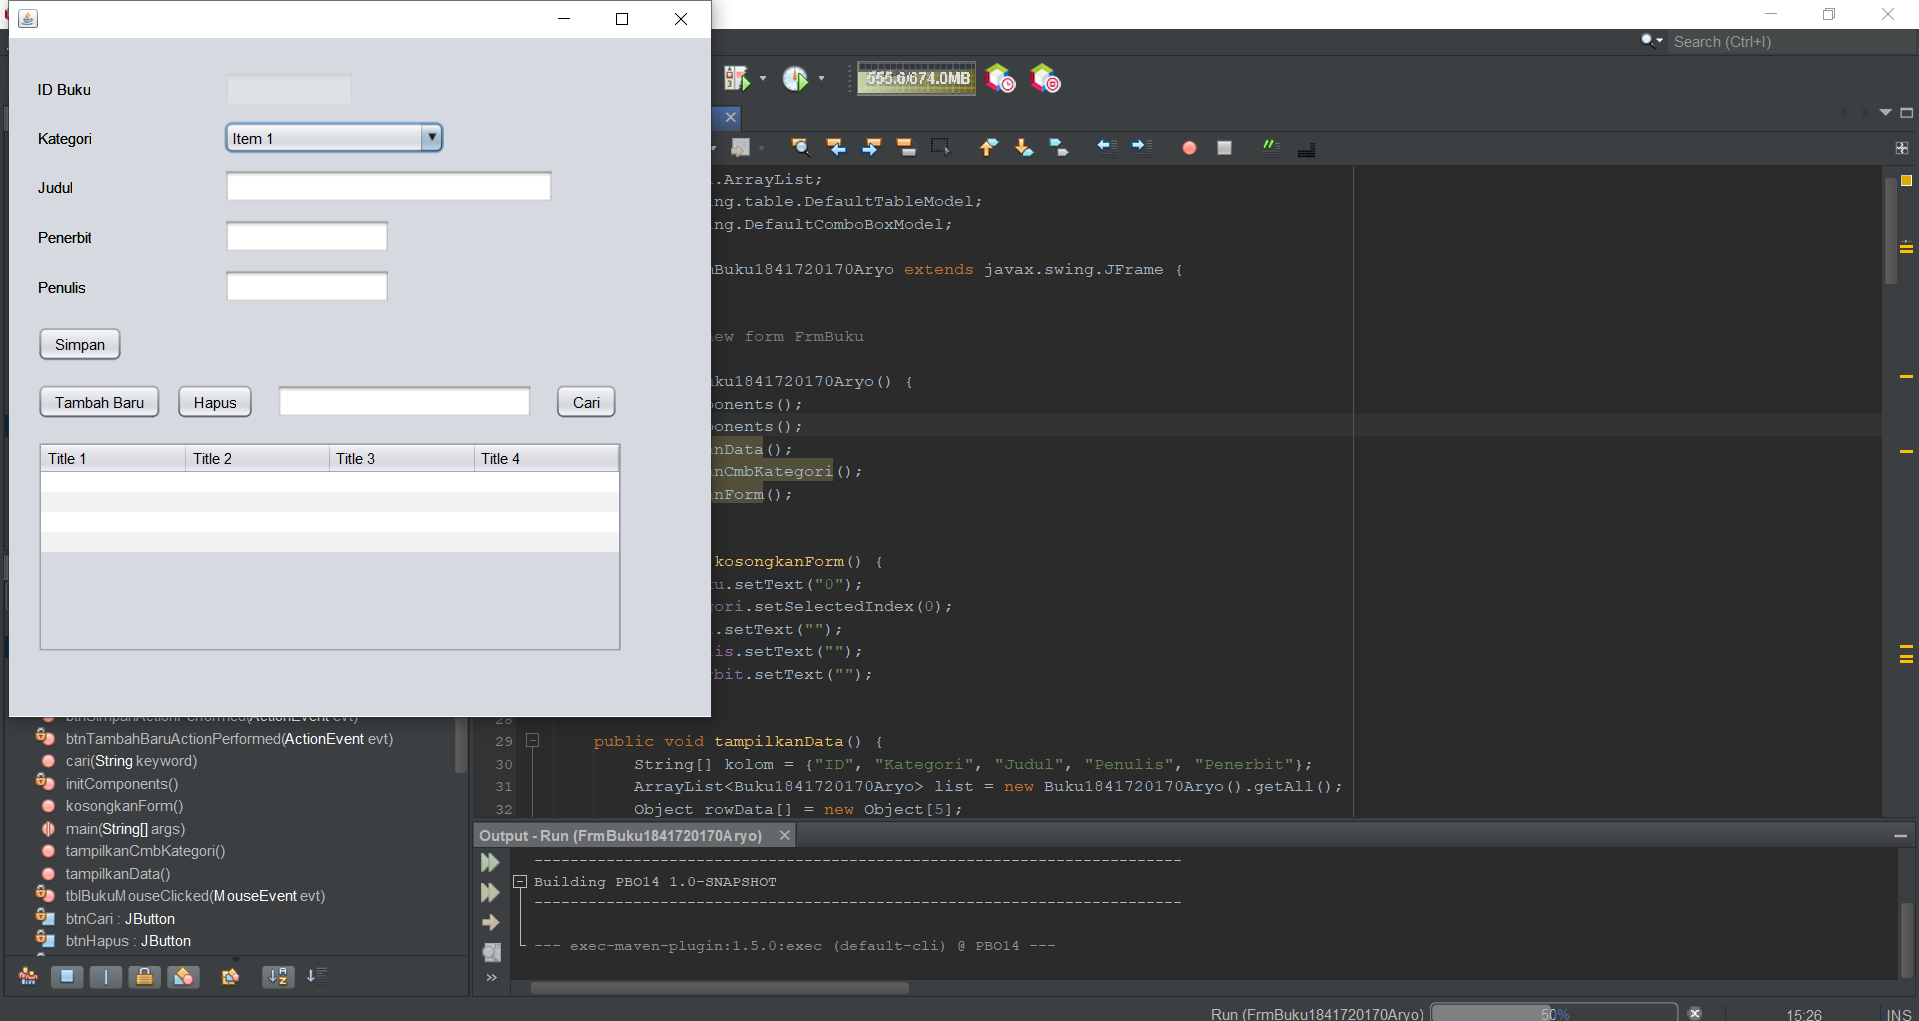 Search (Ctrl+I)
555.6/674.0MB
ID Buku
Kategori
Item 1
Judul
Penerbit
Penulis
Simpan
Tambah Baru
Hapus
Cari
Title 1
Title 2
Title 3
Title 4
.ArrayList;
ng.table.DefaultTableModel;
ng.DefaultComboBoxModel;
Buku1841720170Aryo extends javax.swing.JFrame {
ew form FrmBuku
ku1841720170Aryo() {
ponents();
ponents();
nData();
nCmbKategori();
nForm();
kosongkanForm() {
u.setText("0");
ori.setSelectedIndex(0);
.setText("");
is.setText("");
bit.setText("");
28
29 public void tampilkanData() {
30 String[] kolom = {"ID", "Kategori", "Judul", "Penulis", "Penerbit"};
31 ArrayList<Buku1841720170Aryo> list = new Buku1841720170Aryo().getAll();
32 Object rowData[] = new Object[5];
btnSimpanActionPerformed(ActionEvent evt)
btnTambahBaruActionPerformed(ActionEvent evt)
cari(String keyword)
initComponents()
kosongkanForm()
main(String[] args)
tampilkanCmbKategori()
tampilkanData()
tblBukuMouseClicked(MouseEvent evt)
btnCari : JButton
btnHapus : JButton
Output - Run (FrmBuku1841720170Aryo)
------------------------------------------------------------------------
Building PBO14 1.0-SNAPSHOT
------------------------------------------------------------------------
--- exec-maven-plugin:1.5.0:exec (default-cli) @ PBO14 ---
Run (FrmBuku1841720170Aryo)
50%
15:26
INS